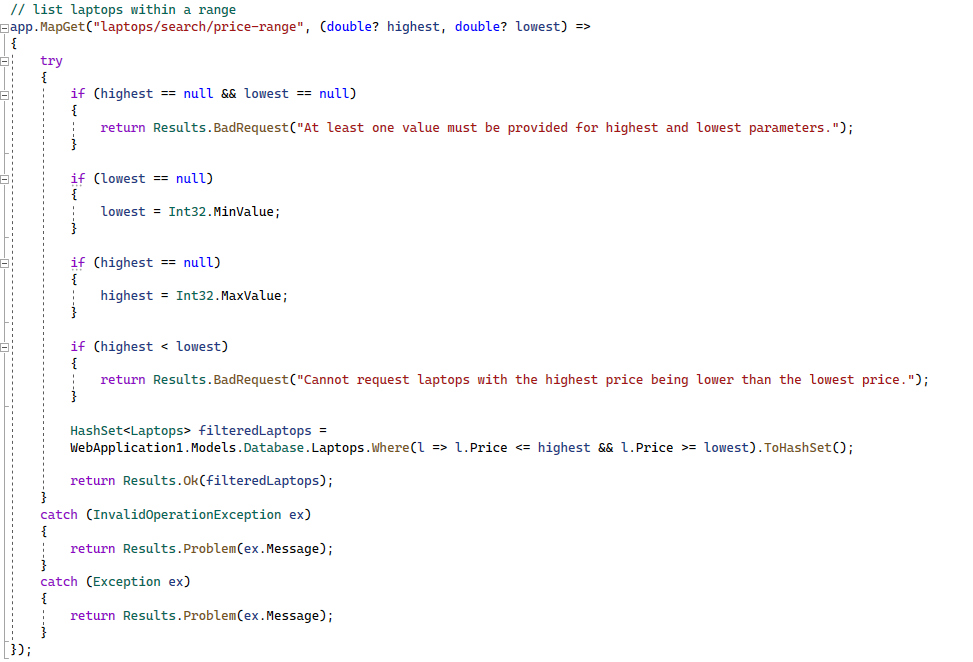 // list laptops within a range
app.MapGet("laptops/search/price-range", (double? highest, double? lowest) =>
{
    try
    {
        if (highest == null && lowest == null)
        {
            return Results.BadRequest("At least one value must be provided for highest and lowest parameters.");
        }

        if (lowest == null)
        {
            lowest = Int32.MinValue;
        }

        if (highest == null)
        {
            highest = Int32.MaxValue;
        }

        if (highest < lowest)
        {
            return Results.BadRequest("Cannot request laptops with the highest price being lower than the lowest price.");
        }

        HashSet<Laptops> filteredLaptops =
        WebApplication1.Models.Database.Laptops.Where(l => l.Price <= highest && l.Price >= lowest).ToHashSet();

        return Results.Ok(filteredLaptops);
    }
    catch (InvalidOperationException ex)
    {
        return Results.Problem(ex.Message);
    }
    catch (Exception ex)
    {
        return Results.Problem(ex.Message);
    }
});